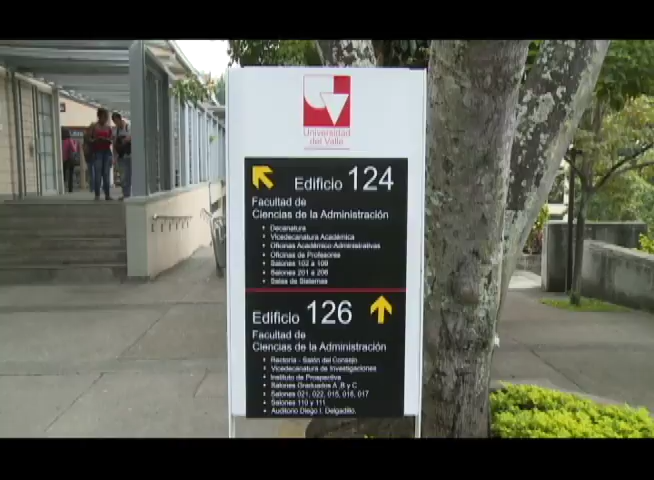 Universidad
del Valle
Edificio 124
Facultad de
Ciencias de la Administración
• Decanatura
• Vicedecanatura Académica
• Oficinas Académico Administrativas
• Oficinas de Profesores
• Salones 102 a 109
• Salones 201 a 206
• Salas de Sistemas
Edificio 126
Facultad de
Ciencias de la Administración
• Rectoría - Salón del Consejo
• Vicedecanatura de Investigaciones
• Instituto de Prospectiva
• Salones Graduados A ,B y C
• Salones 021, 022, 015, 016, 017
• Salones 110 y 111
• Auditorio Diego I. Delgadillo.